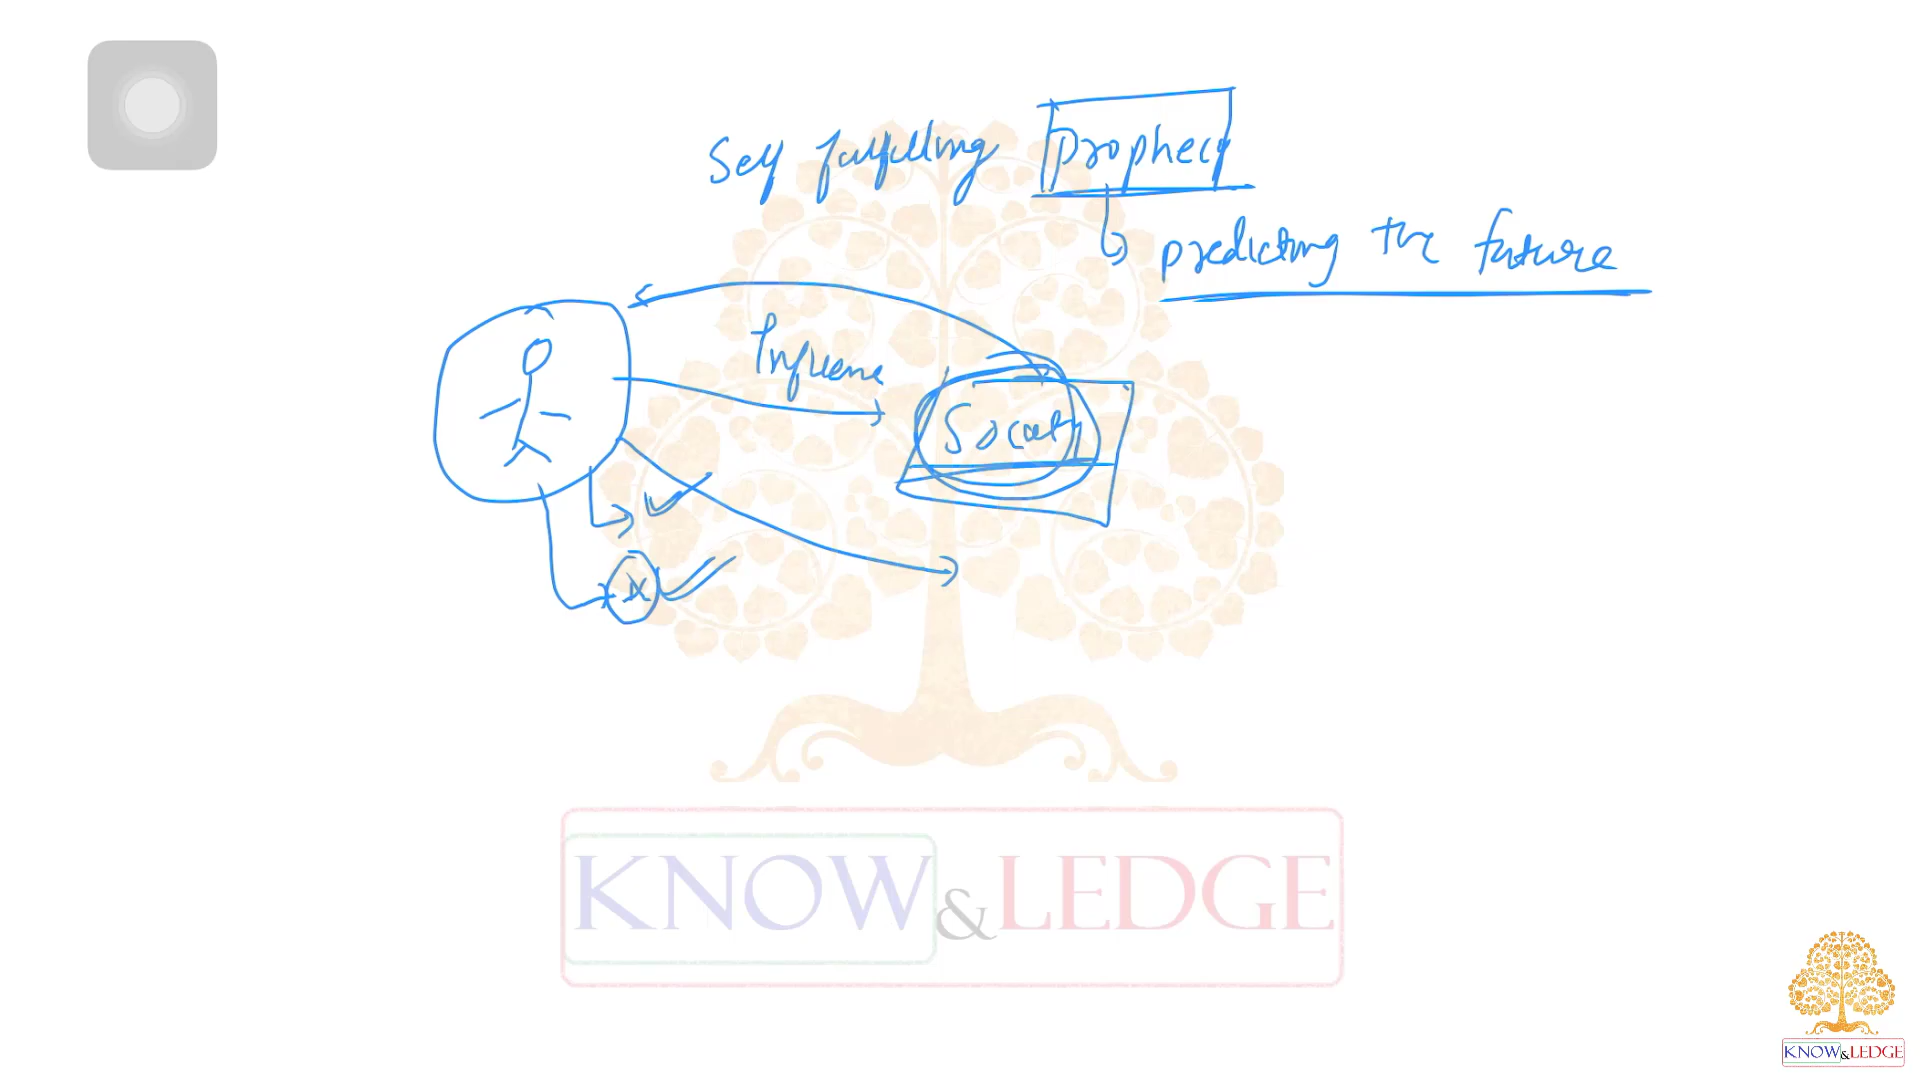 Self fulfilling prophecy
predicting the future
Influence
Society
X
KNOW&LEDGE
KNOW&LEDGE